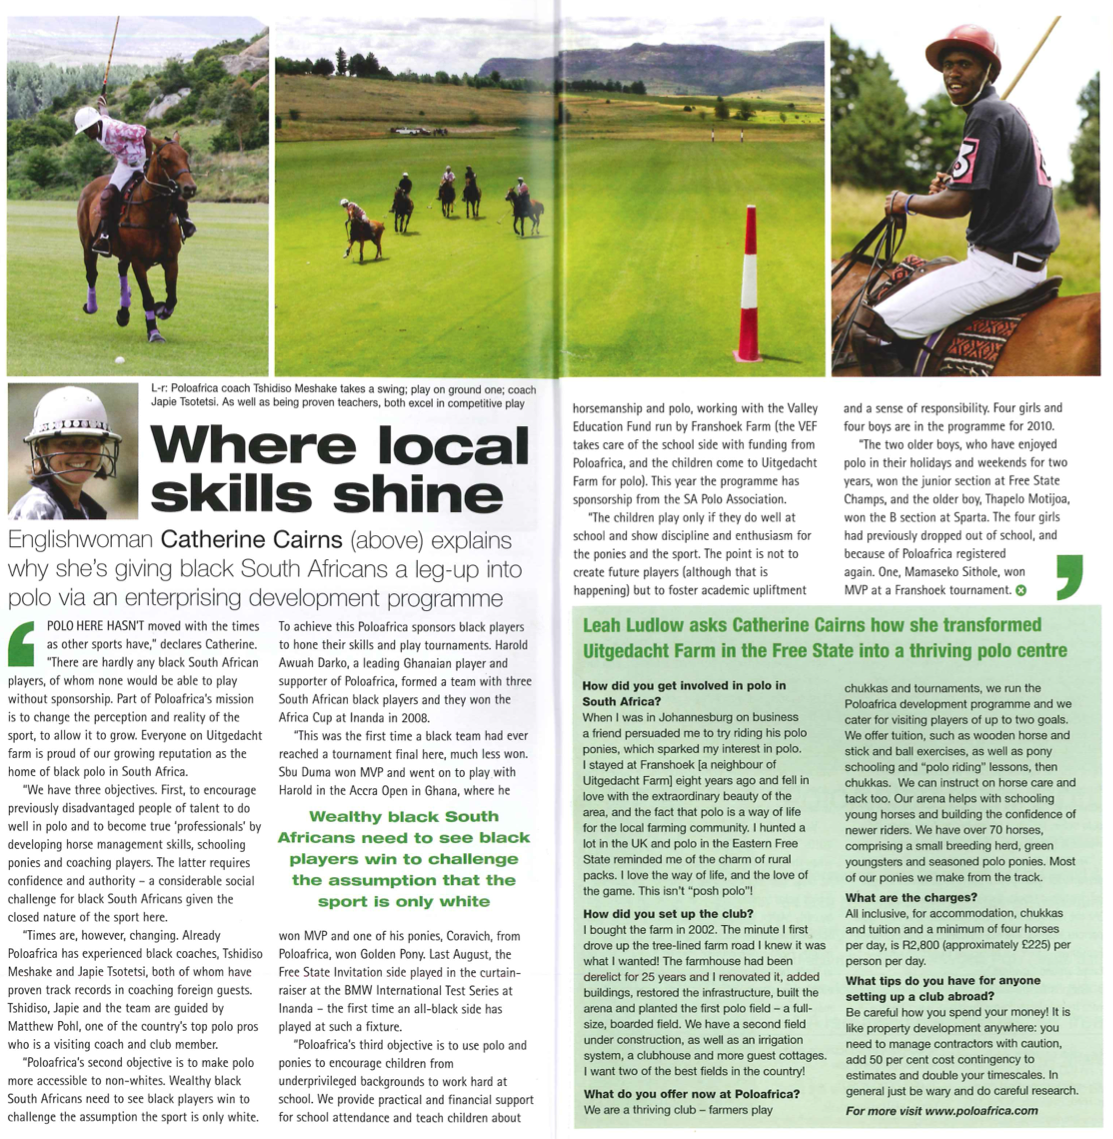 3
L-r: Poloafrica coach Tshidiso Meshake takes a swing; play on ground one; coach
Japie Tsotetsi. As well as being proven teachers, both excel in competitive play
Where local
skills shine
Englishwoman Catherine Cairns (above) explains
why she's giving black South Africans a leg-up into
polo via an enterprising development programme
POLO HERE HASN'T moved with the times
as other sports have," declares Catherine.
"There are hardly any black South African
players, of whom none would be able to play
without sponsorship. Part of Poloafrica's mission
is to change the perception and reality of the
sport, to allow it to grow. Everyone on Uitgedacht
farm is proud of our growing reputation as the
home of black polo in South Africa.
"We have three objectives. First, to encourage
previously disadvantaged people of talent to do
well in polo and to become true 'professionals' by
developing horse management skills, schooling
ponies and coaching players. The latter requires
confidence and authority – a considerable social
challenge for black South Africans given the
closed nature of the sport here.
"Times are, however, changing. Already
Poloafrica has experienced black coaches, Tshidiso
Meshake and Japie Tsotetsi, both of whom have
proven track records in coaching foreign guests.
Tshidiso, Japie and the team are guided by
Matthew Pohl, one of the country's top polo pros
who is a visiting coach and club member.
"Poloafrica's second objective is to make polo
more accessible to non-whites. Wealthy black
South Africans need to see black players win to
challenge the assumption the sport is only white.
To achieve this Poloafrica sponsors black players
to hone their skills and play tournaments. Harold
Awuah Darko, a leading Ghanaian player and
supporter of Poloafrica, formed a team with three
South African black players and they won the
Africa Cup at Inanda in 2008.
"This was the first time a black team had ever
reached a tournament final here, much less won.
Sbu Duma won MVP and went on to play with
Harold in the Accra Open in Ghana, where he
Wealthy black South
Africans need to see black
players win to challenge
the assumption that the
sport is only white
won MVP and one of his ponies, Coravich, from
Poloafrica, won Golden Pony. Last August, the
Free State Invitation side played in the curtain-
raiser at the BMW International Test Series at
Inanda – the first time an all-black side has
played at such a fixture.
"Poloafrica's third objective is to use polo and
ponies to encourage children from
underprivileged backgrounds to work hard at
school. We provide practical and financial support
for school attendance and teach children about
horsemanship and polo, working with the Valley
Education Fund run by Franshoek Farm (the VEF
takes care of the school side with funding from
Poloafrica, and the children come to Uitgedacht
Farm for polo). This year the programme has
sponsorship from the SA Polo Association.
"The children play only if they do well at
school and show discipline and enthusiasm for
the ponies and the sport. The point is not to
create future players (although that is
happening) but to foster academic upliftment
and a sense of responsibility. Four girls and
four boys are in the programme for 2010.
"The two older boys, who have enjoyed
polo in their holidays and weekends for two
years, won the junior section at Free State
Champs, and the older boy, Thapelo Motijoa,
won the B section at Sparta. The four girls
had previously dropped out of school, and
because of Poloafrica registered
again. One, Mamaseko Sithole, won
MVP at a Franshoek tournament.
Leah Ludlow asks Catherine Cairns how she transformed
Uitgedacht Farm in the Free State into a thriving polo centre
How did you get involved in polo in
South Africa?
When I was in Johannesburg on business
a friend persuaded me to try riding his polo
ponies, which sparked my interest in polo.
I stayed at Franshoek [a neighbour of
Uitgedacht Farm] eight years ago and fell in
love with the extraordinary beauty of the
area, and the fact that polo is a way of life
for the local farming community. I hunted a
lot in the UK and polo in the Eastern Free
State reminded me of the charm of rural
packs. I love the way of life, and the love of
the game. This isn't "posh polo"!
How did you set up the club?
I bought the farm in 2002. The minute I first
drove up the tree-lined farm road I knew it was
what I wanted! The farmhouse had been
derelict for 25 years and I renovated it, added
buildings, restored the infrastructure, built the
arena and planted the first polo field – a full-
size, boarded field. We have a second field
under construction, as well as an irrigation
system, a clubhouse and more guest cottages.
I want two of the best fields in the country!
What do you offer now at Poloafrica?
We are a thriving club – farmers play
chukkas and tournaments, we run the
Poloafrica development programme and we
cater for visiting players of up to two goals.
We offer tuition, such as wooden horse and
stick and ball exercises, as well as pony
schooling and "polo riding" lessons, then
chukkas. We can instruct on horse care and
tack too. Our arena helps with schooling
young horses and building the confidence of
newer riders. We have over 70 horses,
comprising a small breeding herd, green
youngsters and seasoned polo ponies. Most
of our ponies we make from the track.
What are the charges?
All inclusive, for accommodation, chukkas
and tuition and a minimum of four horses
per day, is R2,800 (approximately £225) per
person per day.
What tips do you have for anyone
setting up a club abroad?
Be careful how you spend your money! It is
like property development anywhere: you
need to manage contractors with caution,
add 50 per cent cost contingency to
estimates and double your timescales. In
general just be wary and do careful research.
For more visit www.poloafrica.com